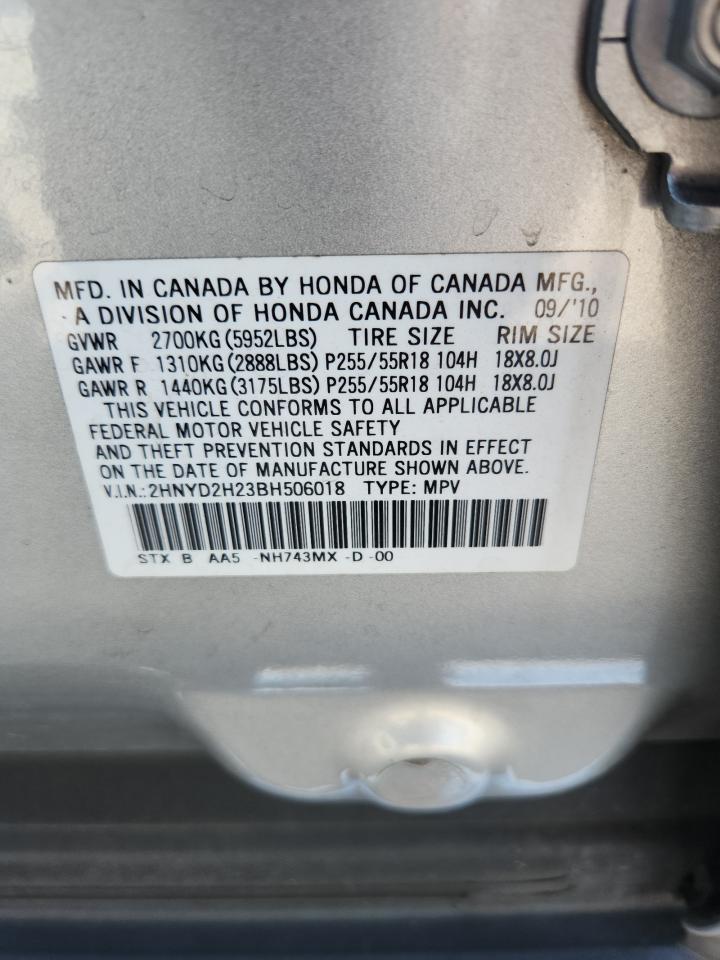 MFD. IN CANADA BY HONDA OF CANADA MFG.,
A DIVISION OF HONDA CANADA INC. 09/'10
GVWR 2700KG(5952LBS) TIRE SIZE RIM SIZE
GAWR F 1310KG(2888LBS) P255/55R18 104H 18X8.0J
GAWR R 1440KG(3175LBS) P255/55R18 104H 18X8.0J
THIS VEHICLE CONFORMS TO ALL APPLICABLE
FEDERAL MOTOR VEHICLE SAFETY
AND THEFT PREVENTION STANDARDS IN EFFECT
ON THE DATE OF MANUFACTURE SHOWN ABOVE.
V.I.N.:2HNYD2H23BH506018 TYPE: MPV
STX B AA5 -NH743MX -D -00